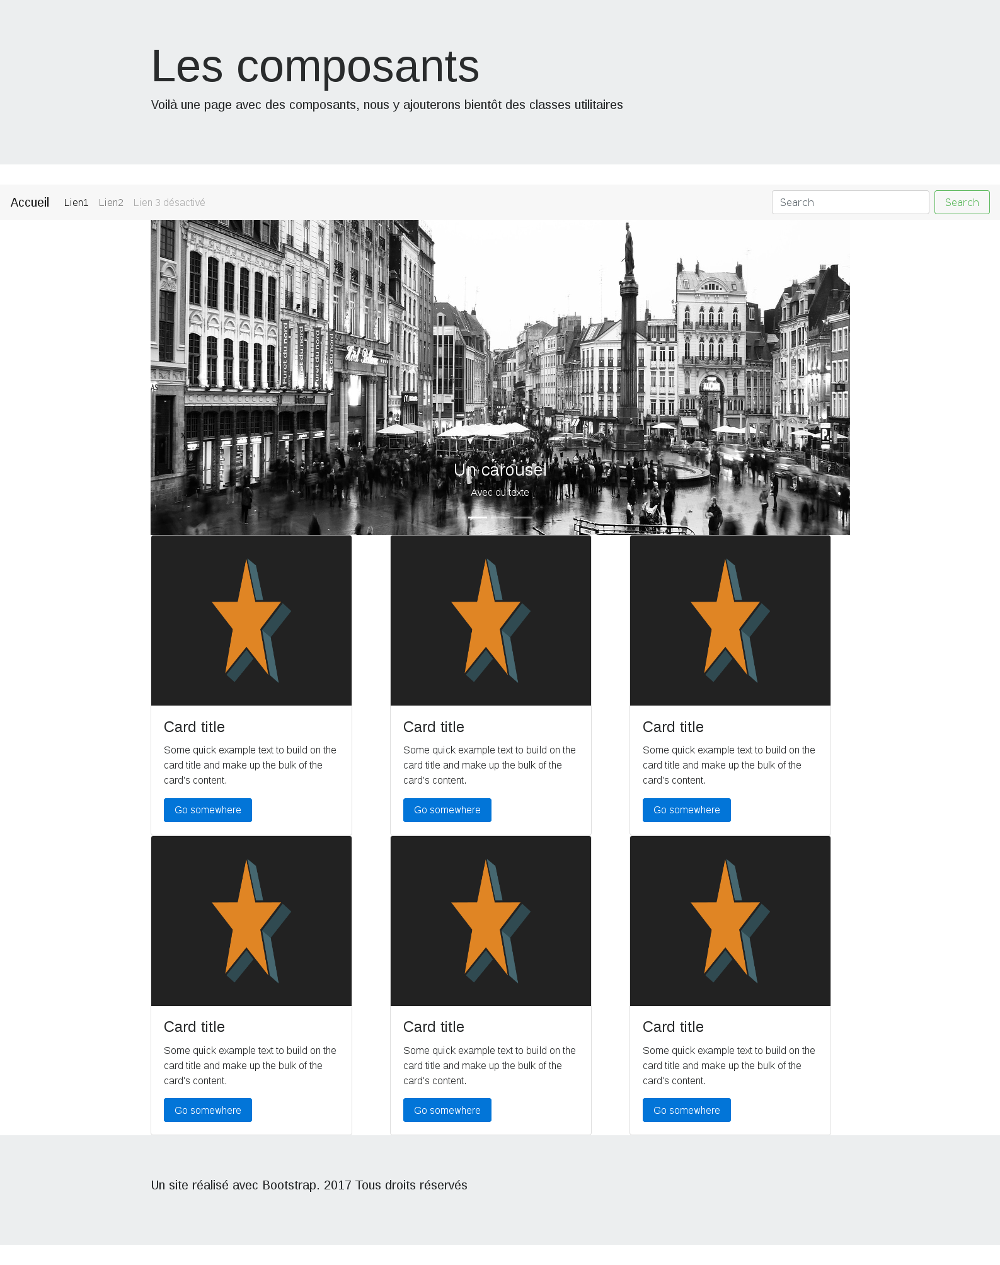 Les composants
Voilà une page avec des composants, nous y ajouterons bientôt des classes utilitaires
Accueil Lien1 Lien2 Lien 3 désactivé Search Search
Un carousel
Avec du texte
Card title Card title Card title
Some quick example text to build on the Some quick example text to build on the Some quick example text to build on the
card title and make up the bulk of the card title and make up the bulk of the card title and make up the bulk of the
card's content. card's content. card's content.
Go somewhere Go somewhere Go somewhere
Card title Card title Card title
Some quick example text to build on the Some quick example text to build on the Some quick example text to build on the
card title and make up the bulk of the card title and make up the bulk of the card title and make up the bulk of the
card's content. card's content. card's content.
Go somewhere Go somewhere Go somewhere
Un site réalisé avec Bootstrap. 2017 Tous droits réservés